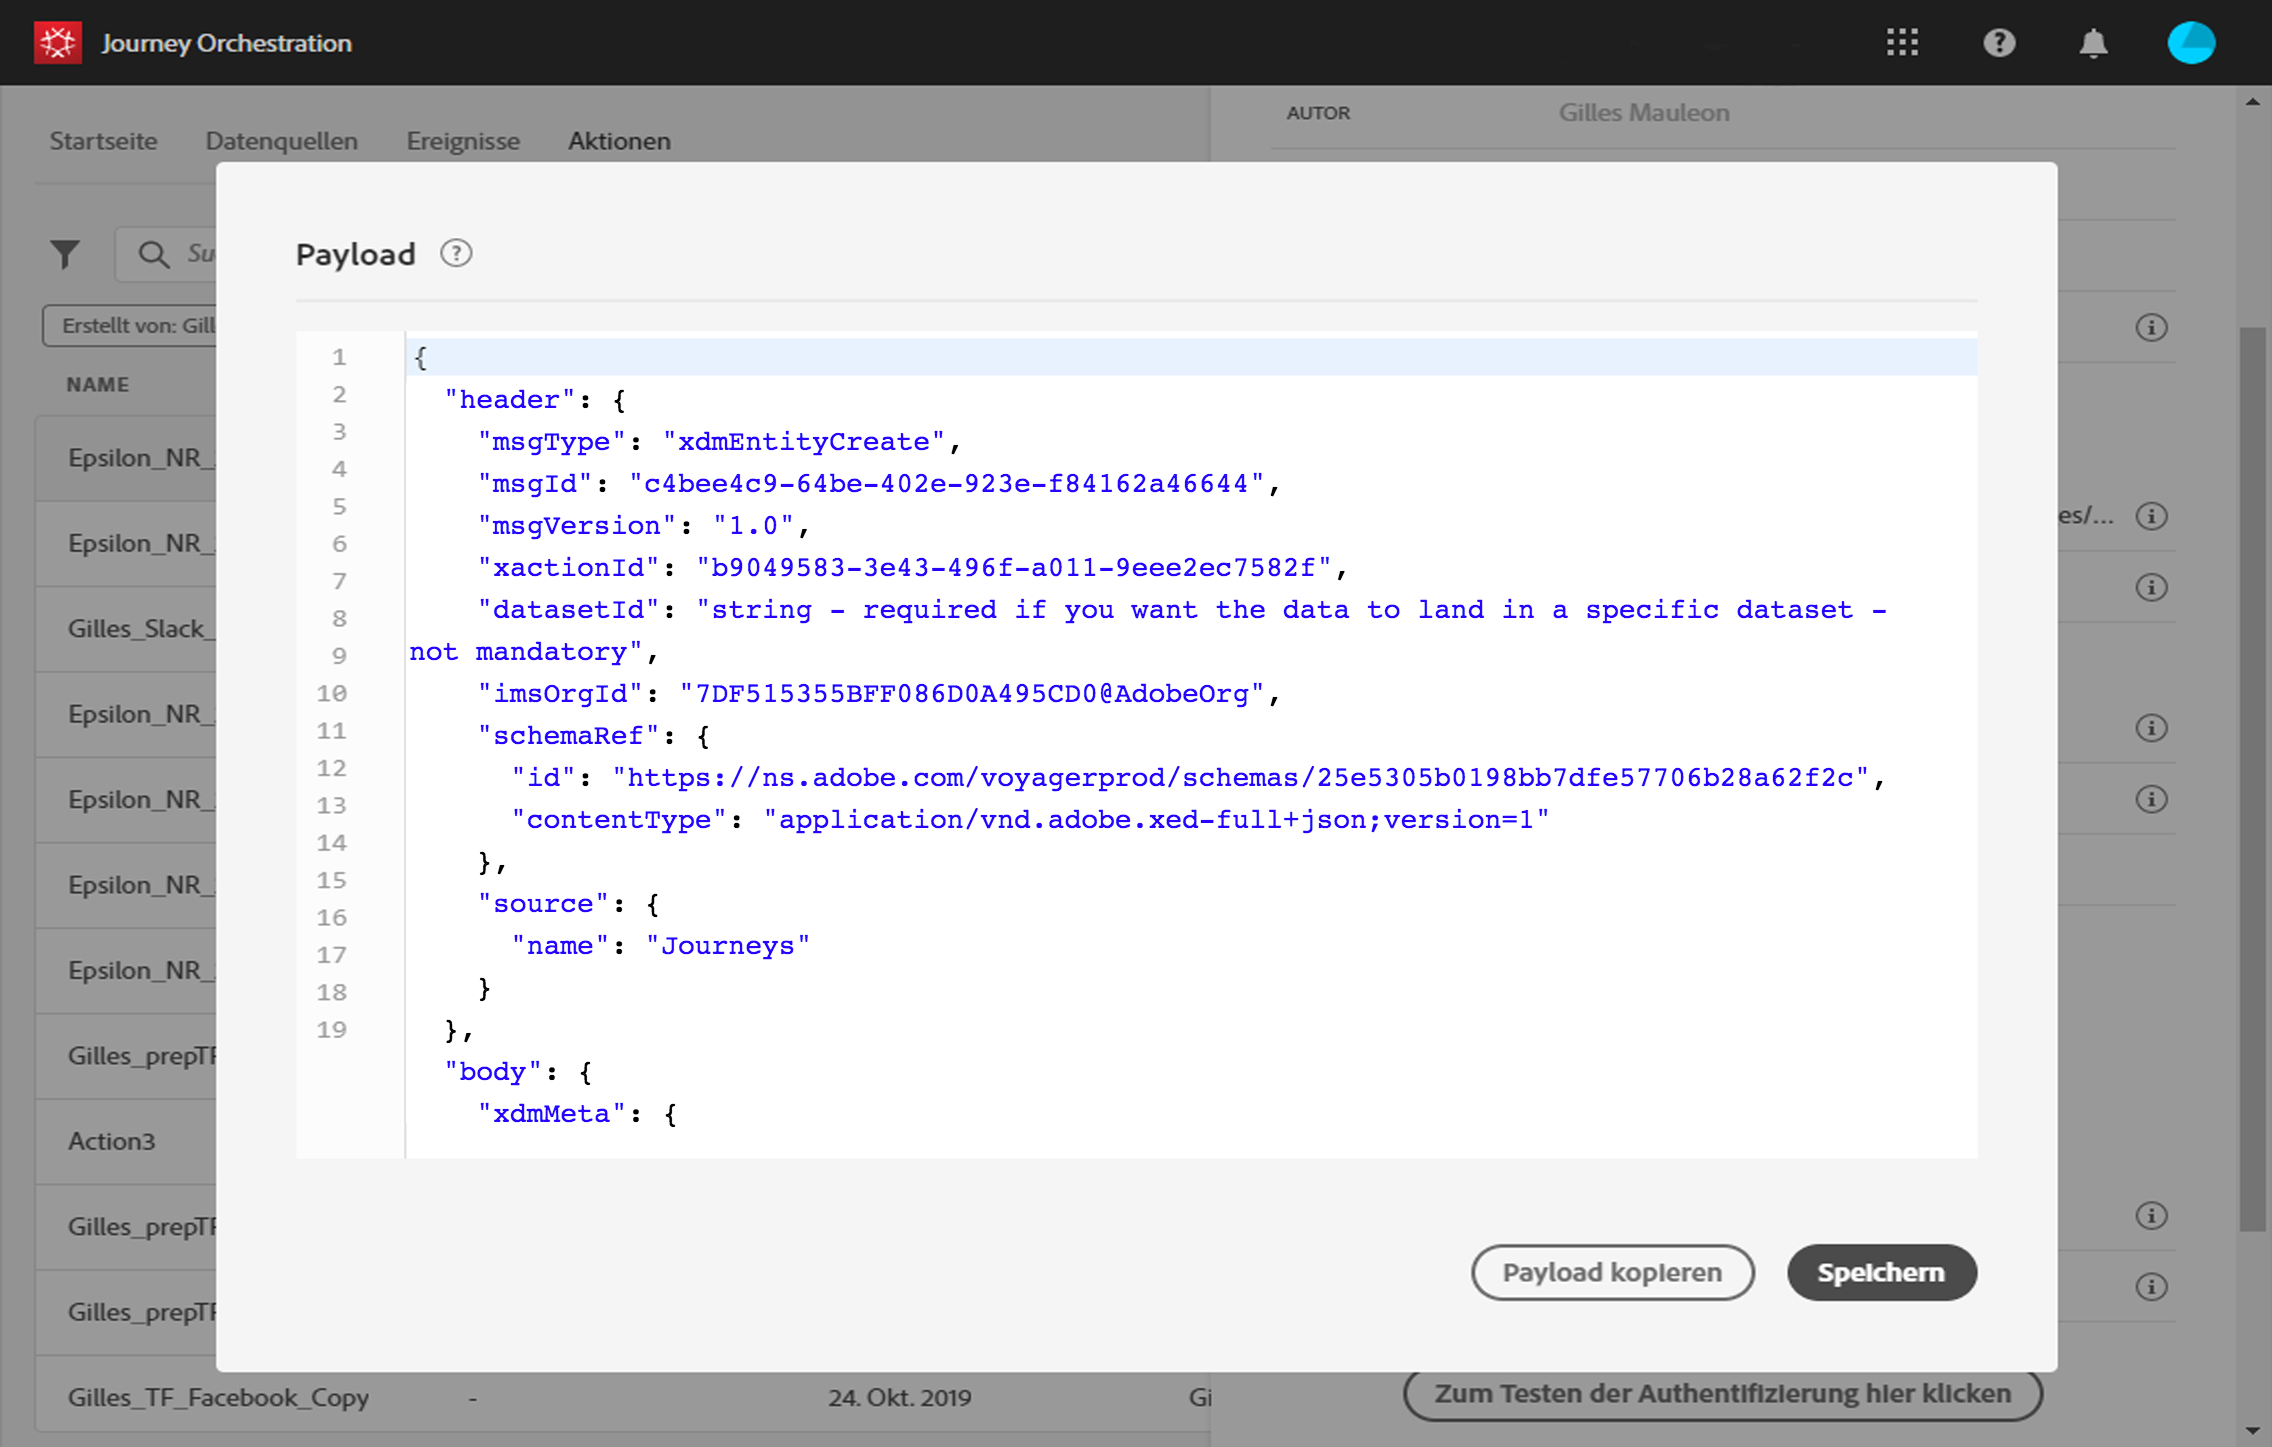 Journey Orchestration
AUTOR Gilles Mauleon
Startseite Datenquellen Ereignisse Aktionen
Payload
Erstellt von: Gill
NAME
Epsilon_NR_
Epsilon_NR_
es/...
Gilles_Slack_
Epsilon_NR_
Epsilon_NR_
Epsilon_NR_
Epsilon_NR_
Gilles_prepTF
Action3
Gilles_prepTF
Gilles_prepTF
1
2
3
4
5
6
7
8
9
10
11
12
13
14
15
16
17
18
19
{
"header": {
"msgType": "xdmEntityCreate",
"msgId": "c4bee4c9-64be-402e-923e-f84162a46644",
"msgVersion": "1.0",
"xactionId": "b9049583-3e43-496f-a011-9eee2ec7582f",
"datasetId": "string - required if you want the data to land in a specific dataset -
not mandatory",
"imsOrgId": "7DF515355BFF086D0A495CD0@AdobeOrg",
"schemaRef": {
"id": "https://ns.adobe.com/voyagerprod/schemas/25e5305b0198bb7dfe57706b28a62f2c",
"contentType": "application/vnd.adobe.xed-full+json;version=1"
},
"source": {
"name": "Journeys"
}
},
"body": {
"xdmMeta": {
Payload kopieren Speichern
Gilles_TF_Facebook_Copy - 24. Okt. 2019 Gi
Zum Testen der Authentifizierung hier klicken